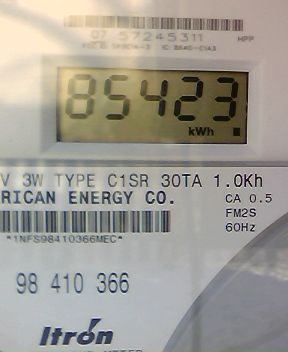 07 57245311
85423
kWh
V 3W TYPE C1SR 30TA 1.0Kh
RICAN ENERGY CO.
CA 0.5
FM2S
60Hz
*1NFS98410366MEC*
98 410 366
Itrón